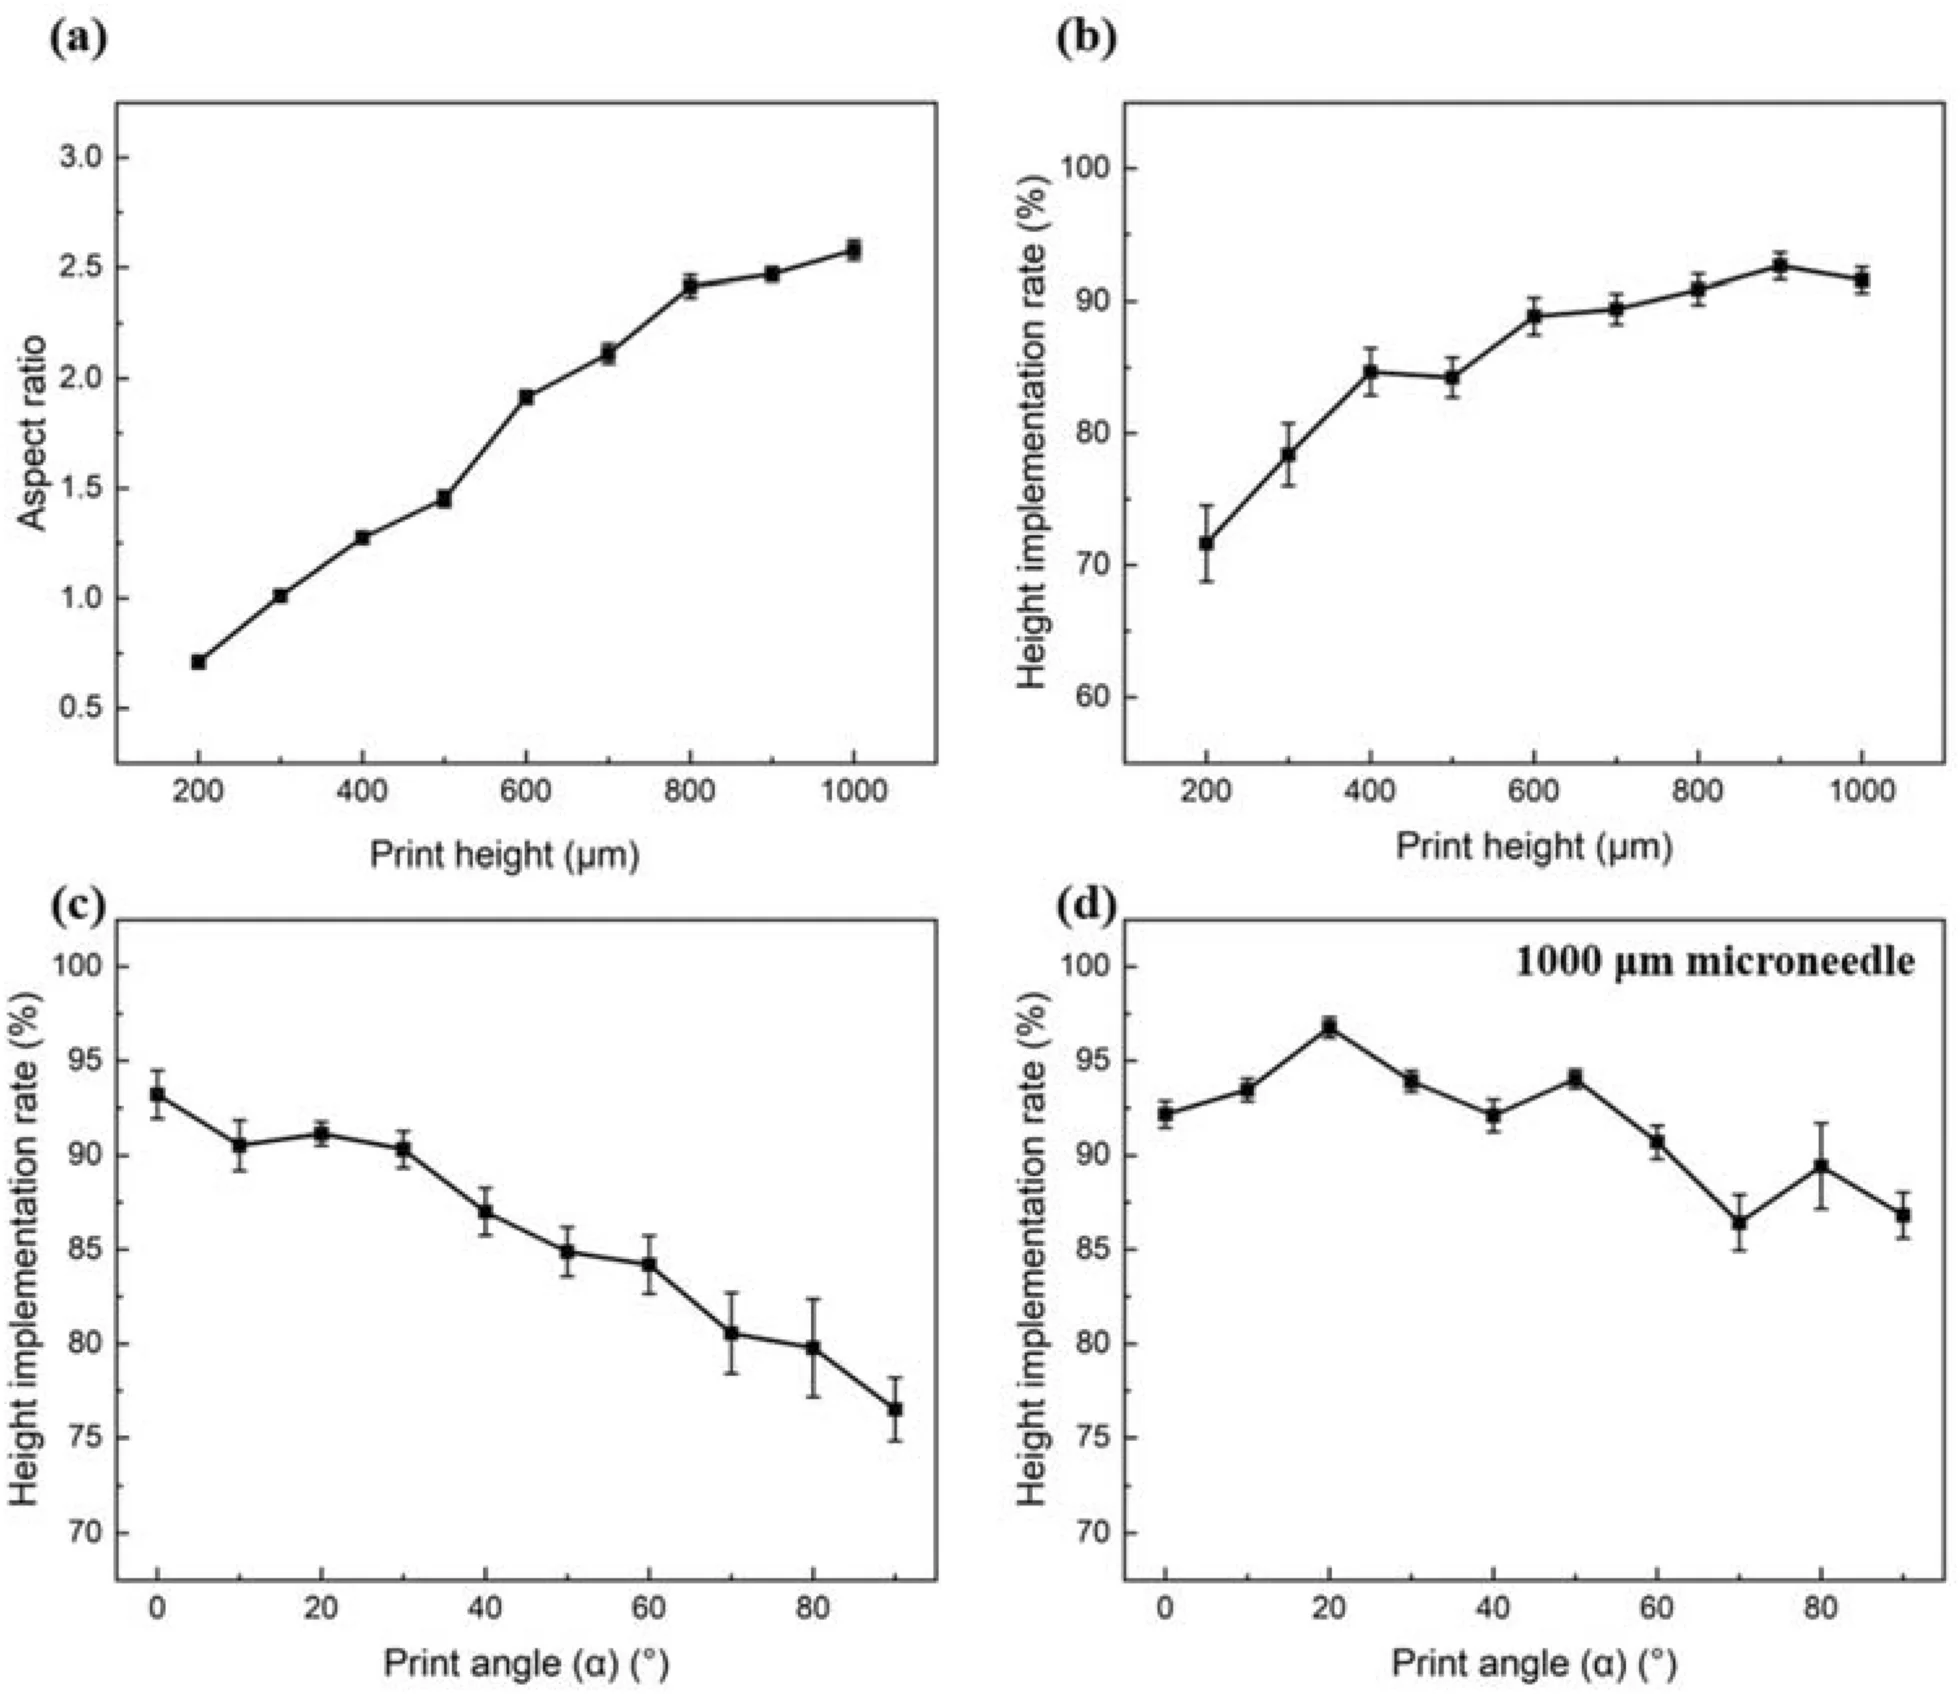 (a)
3.0
2.5
2.0
1.5
1.0
0.5
Aspect ratio
200 400 600 800 1000
Print height (μm)
(b)
100
90
80
70
60
Height implementation rate (%)
200 400 600 800 1000
Print height (μm)
(c)
100
95
90
85
80
75
70
Height implementation rate (%)
0 20 40 60 80
Print angle (α) (°)
(d)
1000 μm microneedle
100
95
90
85
80
75
70
Height implementation rate (%)
0 20 40 60 80
Print angle (α) (°)